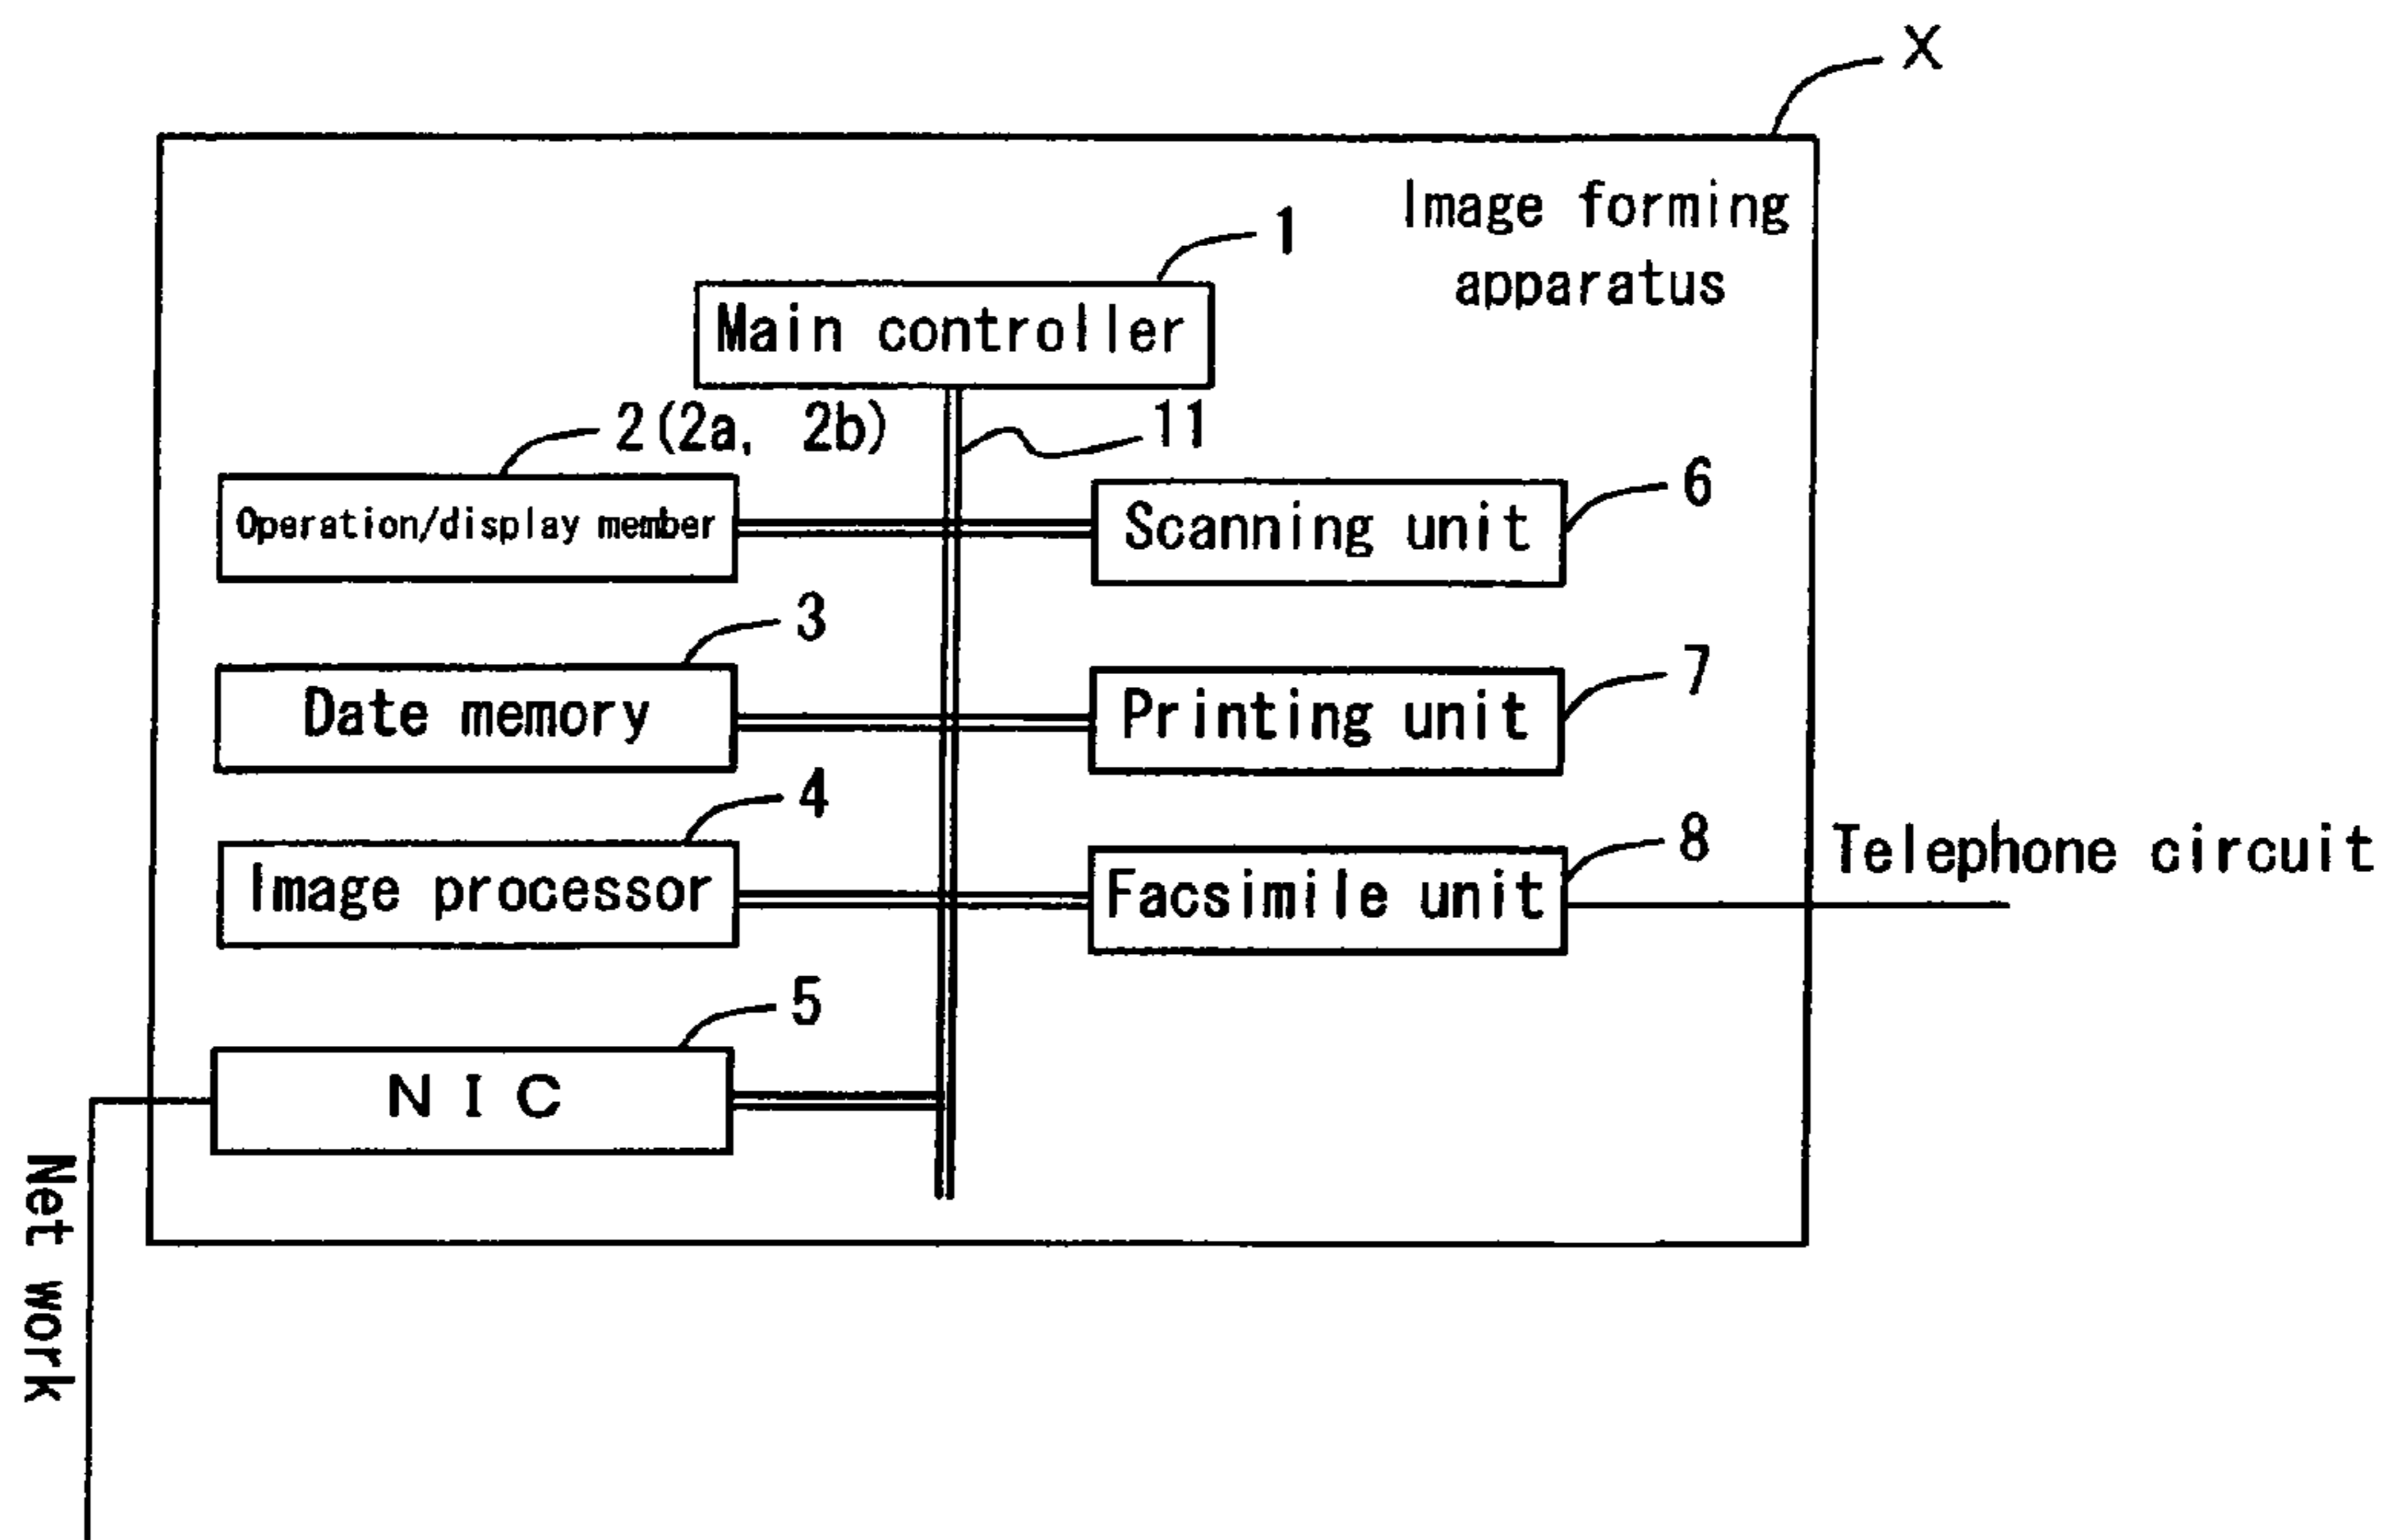 X
Image forming
apparatus
1
Main controller
2(2a, 2b)
11
Operation/display member
6
Scanning unit
3
Date memory
7
Printing unit
4
Image processor
8
Facsimile unit
Telephone circuit
5
NIC
Net work